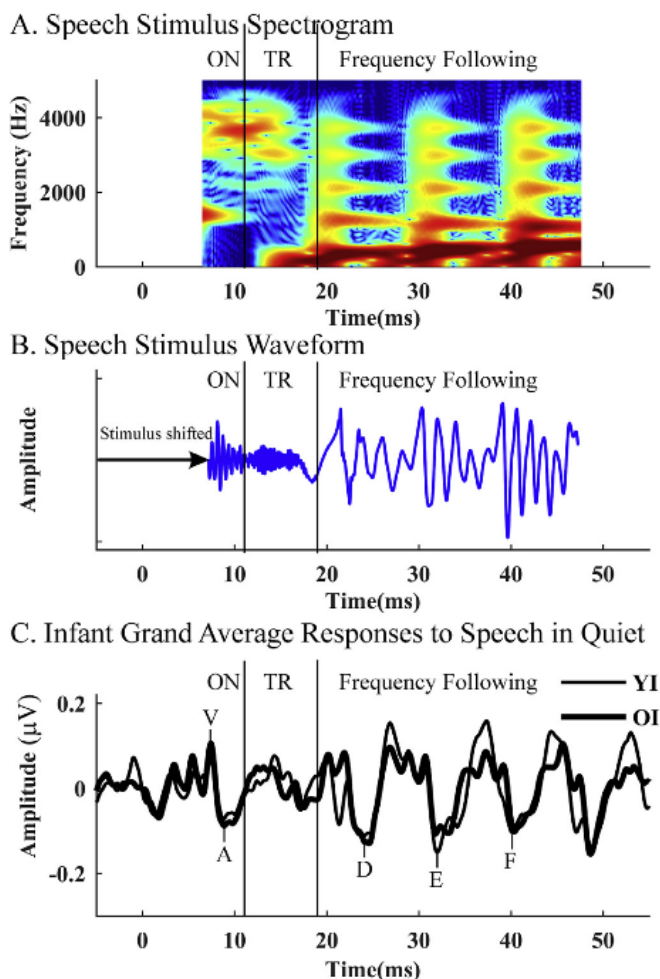 A. Speech Stimulus Spectrogram
ON TR Frequency Following
Frequency (Hz)
4000
2000
0
0 10 20 30 40 50
Time(ms)
B. Speech Stimulus Waveform
ON TR Frequency Following
Stimulus shifted
Amplitude
0 10 20 30 40 50
Time(ms)
C. Infant Grand Average Responses to Speech in Quiet
ON TR Frequency Following
YI
OI
Amplitude (µV)
0.2
0
-0.2
V
A
D
E
F
0 10 20 30 40 50
Time(ms)